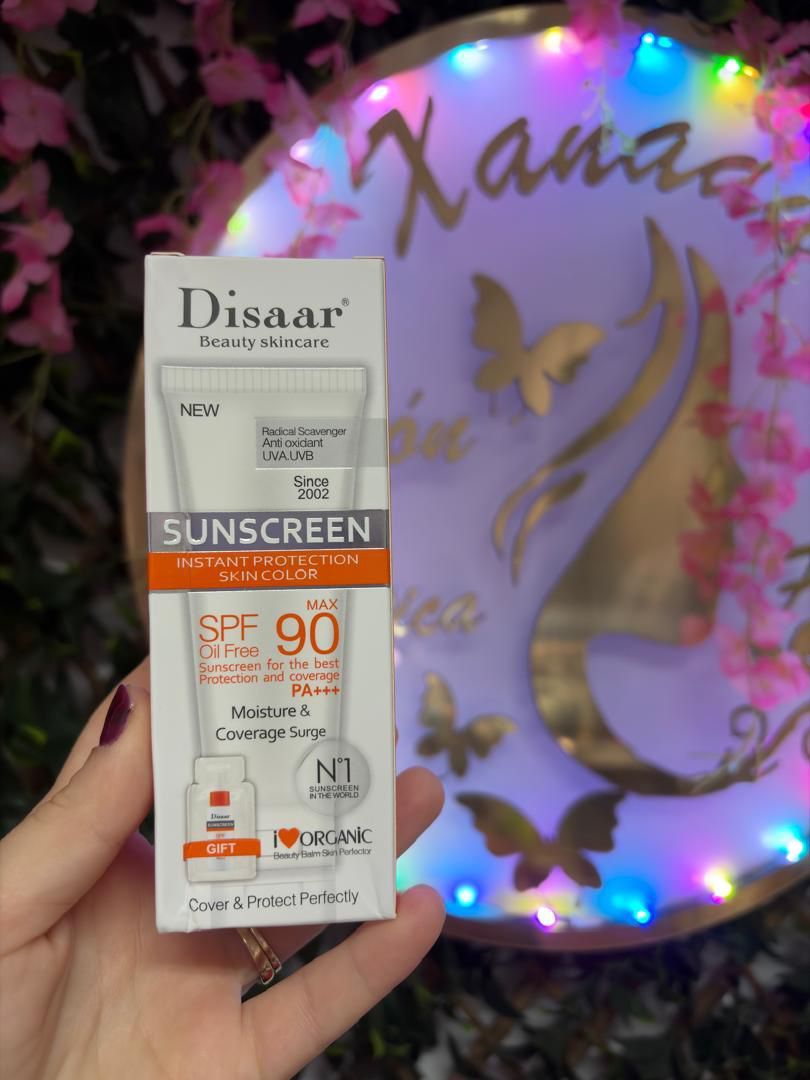 Disaar®
Beauty skincare
NEW
Radical Scavenger
Anti oxidant
UVA.UVB
Since
2002
SUNSCREEN
INSTANT PROTECTION
SKIN COLOR
MAX
SPF 90
Oil Free
Sunscreen for the best
Protection and coverage
PA+++
Moisture &
Coverage Surge
N°1
SUNSCREEN
IN THE WORLD
Disaar
SUNSCREEN
SPF
GIFT
i♥ORGANiC
Beauty Balm Skin Perfector
Cover & Protect Perfectly